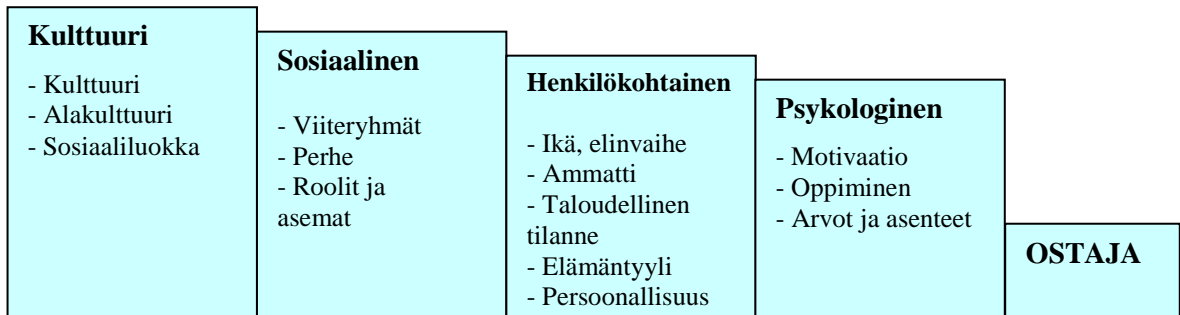 Kulttuuri
- Kulttuuri
- Alakulttuuri
- Sosiaaliluokka
Sosiaalinen
- Viiteryhmät
- Perhe
- Roolit ja
asemat
Henkilökohtainen
- Ikä, elinvaihe
- Ammatti
- Taloudellinen
tilanne
- Elämäntyyli
- Persoonallisuus
Psykologinen
- Motivaatio
- Oppiminen
- Arvot ja asenteet
OSTAJA